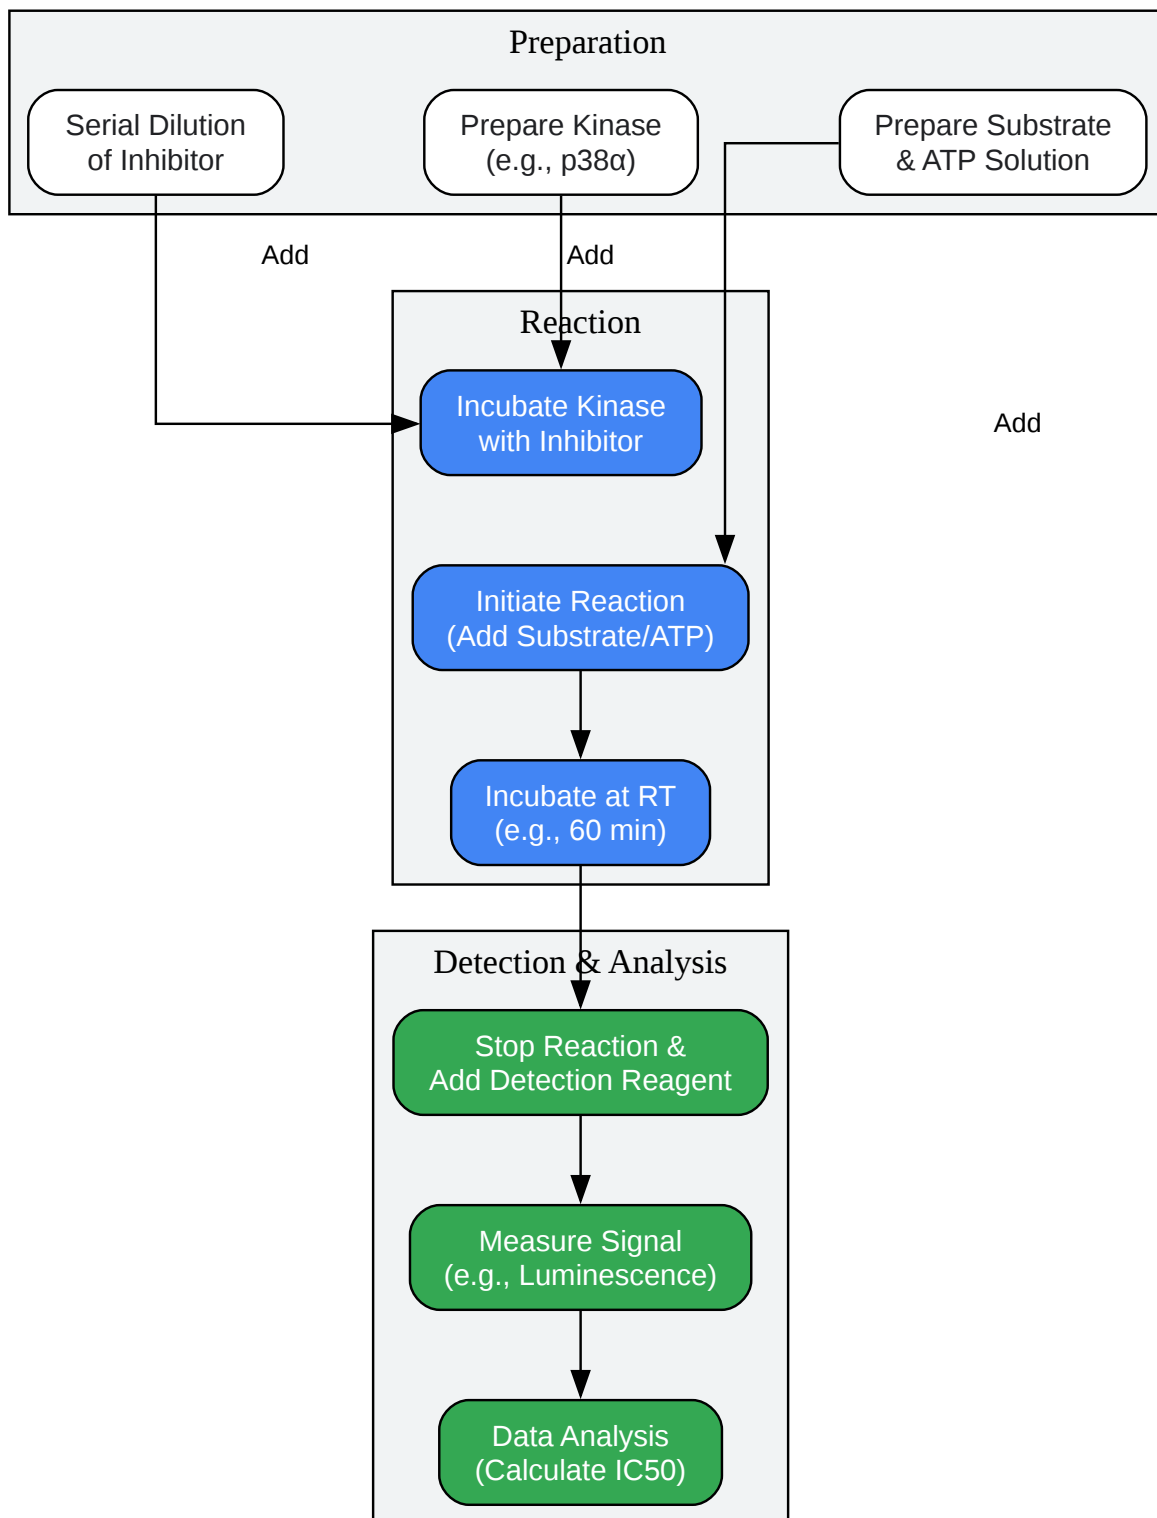 Preparation
Serial Dilution
of Inhibitor
Prepare Kinase
(e.g., p38α)
Prepare Substrate
& ATP Solution
Add
Add
Reaction
Incubate Kinase
with Inhibitor
Add
Initiate Reaction
(Add Substrate/ATP)
Incubate at RT
(e.g., 60 min)
Detection & Analysis
Stop Reaction &
Add Detection Reagent
Measure Signal
(e.g., Luminescence)
Data Analysis
(Calculate IC50)